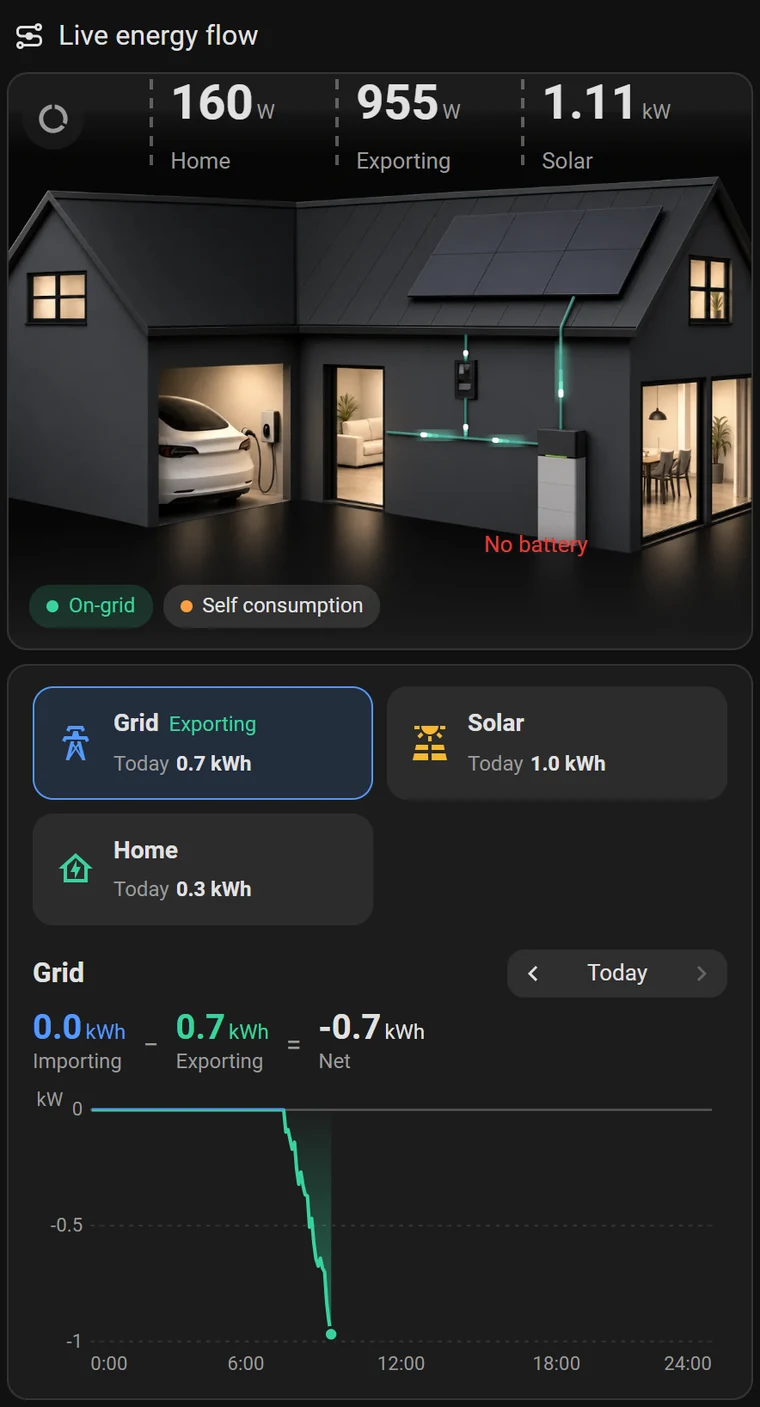 Live energy flow
160 W 955 W 1.11 kW
Home Exporting Solar
No battery
On-grid Self consumption
Grid Exporting
Today 0.7 kWh
Solar
Today 1.0 kWh
Home
Today 0.3 kWh
Grid Today
0.0 kWh – 0.7 kWh = -0.7 kWh
Importing Exporting Net
kW 0
-0.5
-1
0:00 6:00 12:00 18:00 24:00